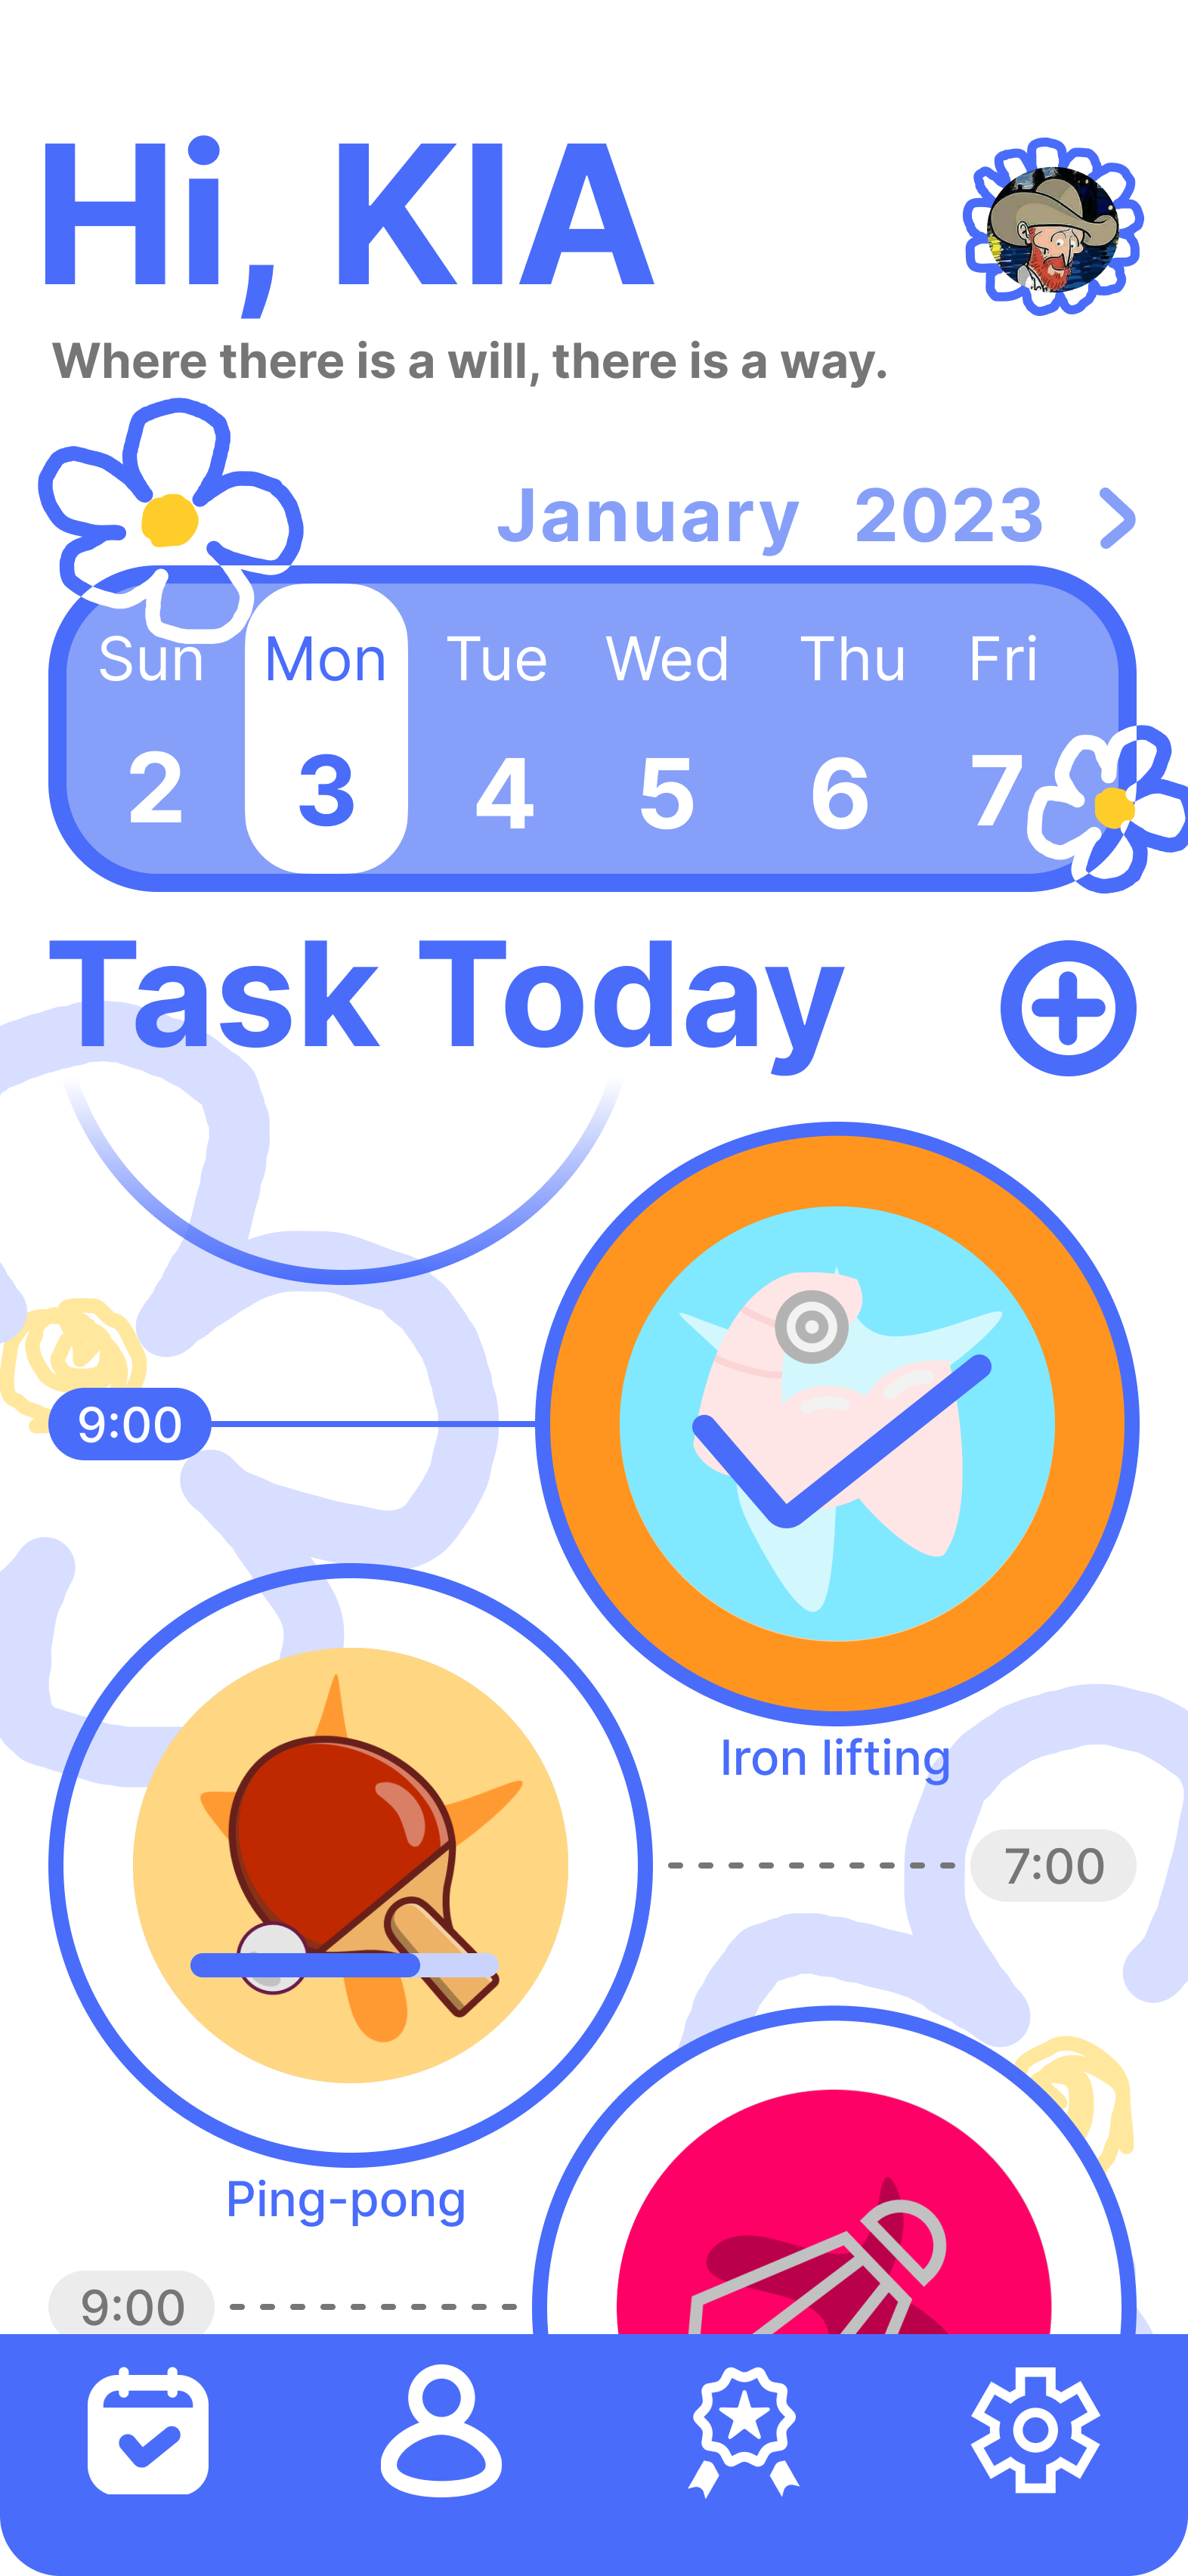 Hi, KIA
Where there is a will, there is a way.
January 2023
Sun Mon Tue Wed Thu Fri
2 3 4 5 6 7
Task Today
9:00
Iron lifting
7:00
Ping-pong
9:00